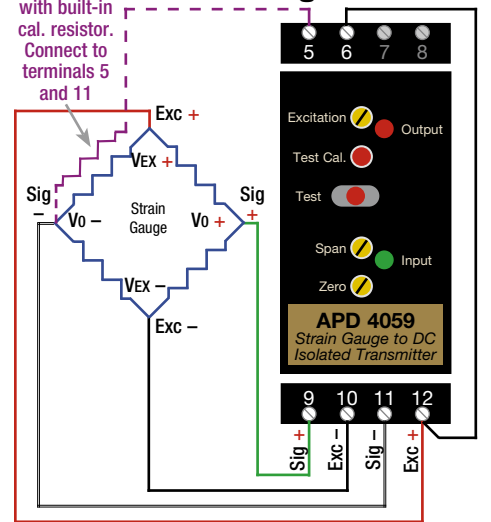 with built-in
cal. resistor.
Connect to
terminals 5
and 11
5 6 7 8
Excitation
Output
Test Cal.
Test
Span
Input
Zero
APD 4059
Strain Gauge to DC
Isolated Transmitter
9 10 11 12
Sig +
Exc –
Sig –
Exc +
Exc +
VEX +
Sig
–
V0 –
Strain
Gauge
V0 +
Sig
+
VEX –
Exc –